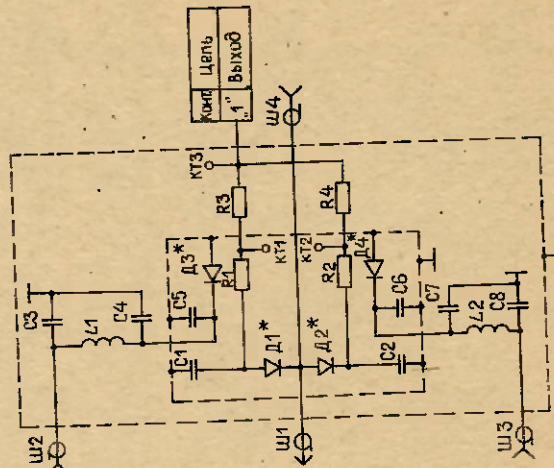 Конт Цепь
"1" Выход
Ш2
C3
L1
C4
КТ3
Ш4
C5
Д3*
R3
C1
R1
КТ1
Д1*
Ш1
Д2*
КТ2
R4
R2
Д4*
C2
C6
C7
L2
C8
Ш3